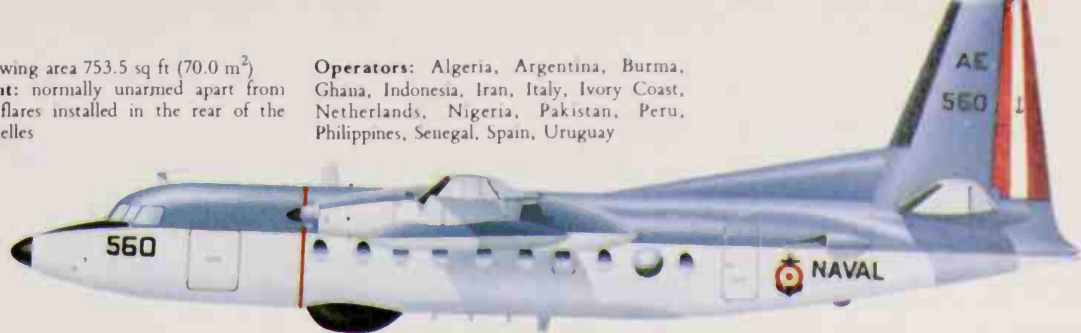 wing area 753.5 sq ft (70.0 m²)
nt: normally unarmed apart from
flares installed in the rear of the
elles
Operators: Algeria, Argentina, Burma,
Ghana, Indonesia, Iran, Italy, Ivory Coast,
Netherlands, Nigeria, Pakistan, Peru,
Philippines, Senegal, Spain, Uruguay
AE
560
560
NAVAL